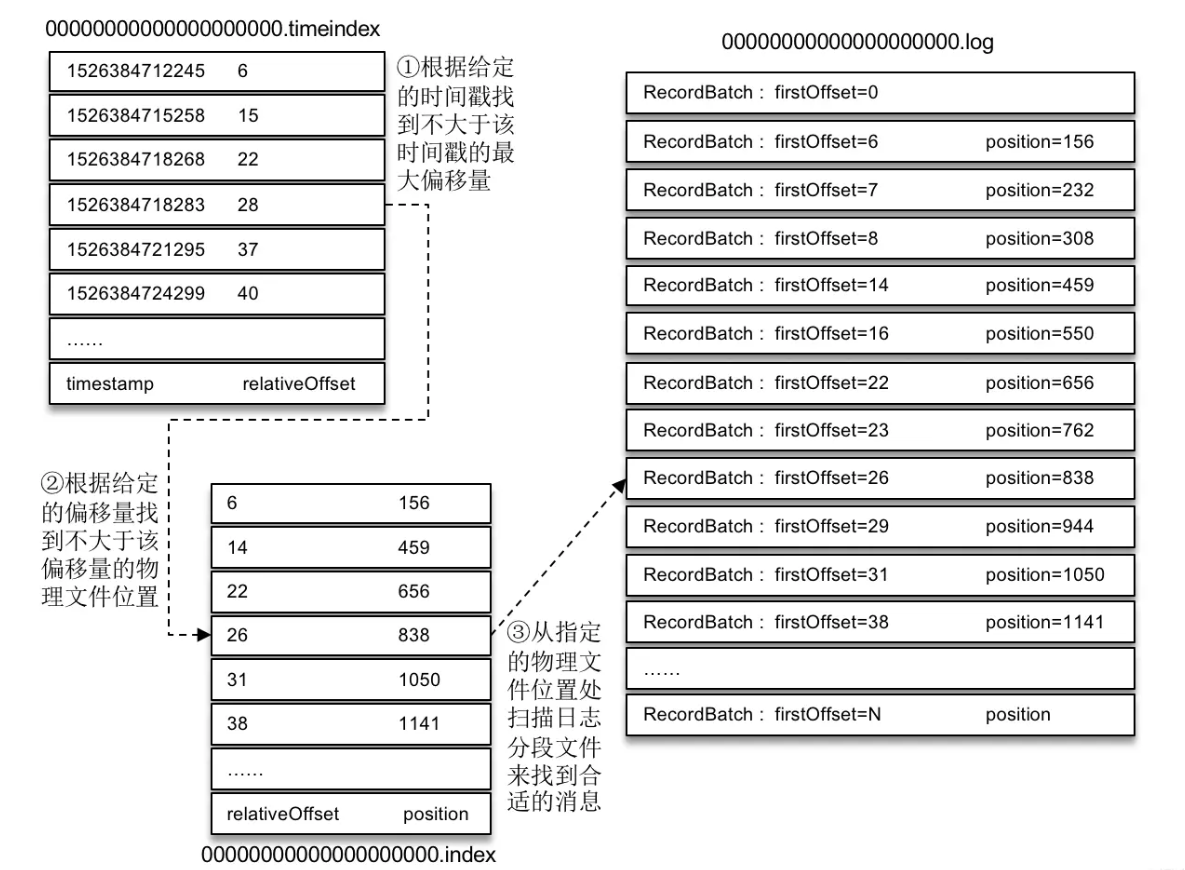 00000000000000000000.timeindex
1526384712245 6
1526384715258 15
1526384718268 22
1526384718283 28
1526384721295 37
1526384724299 40
……
timestamp relativeOffset
①根据给定
的时间戳找
到不大于该
时间戳的最
大偏移量
②根据给定
的偏移量找
到不大于该
偏移量的物
理文件位置
6 156
14 459
22 656
26 838
31 1050
38 1141
……
relativeOffset position
00000000000000000000.index
③从指定
的物理文
件位置处
扫描日志
分段文件
来找到合
适的消息
00000000000000000000.log
RecordBatch : firstOffset=0
RecordBatch : firstOffset=6 position=156
RecordBatch : firstOffset=7 position=232
RecordBatch : firstOffset=8 position=308
RecordBatch : firstOffset=14 position=459
RecordBatch : firstOffset=16 position=550
RecordBatch : firstOffset=22 position=656
RecordBatch : firstOffset=23 position=762
RecordBatch : firstOffset=26 position=838
RecordBatch : firstOffset=29 position=944
RecordBatch : firstOffset=31 position=1050
RecordBatch : firstOffset=38 position=1141
……
RecordBatch : firstOffset=N position